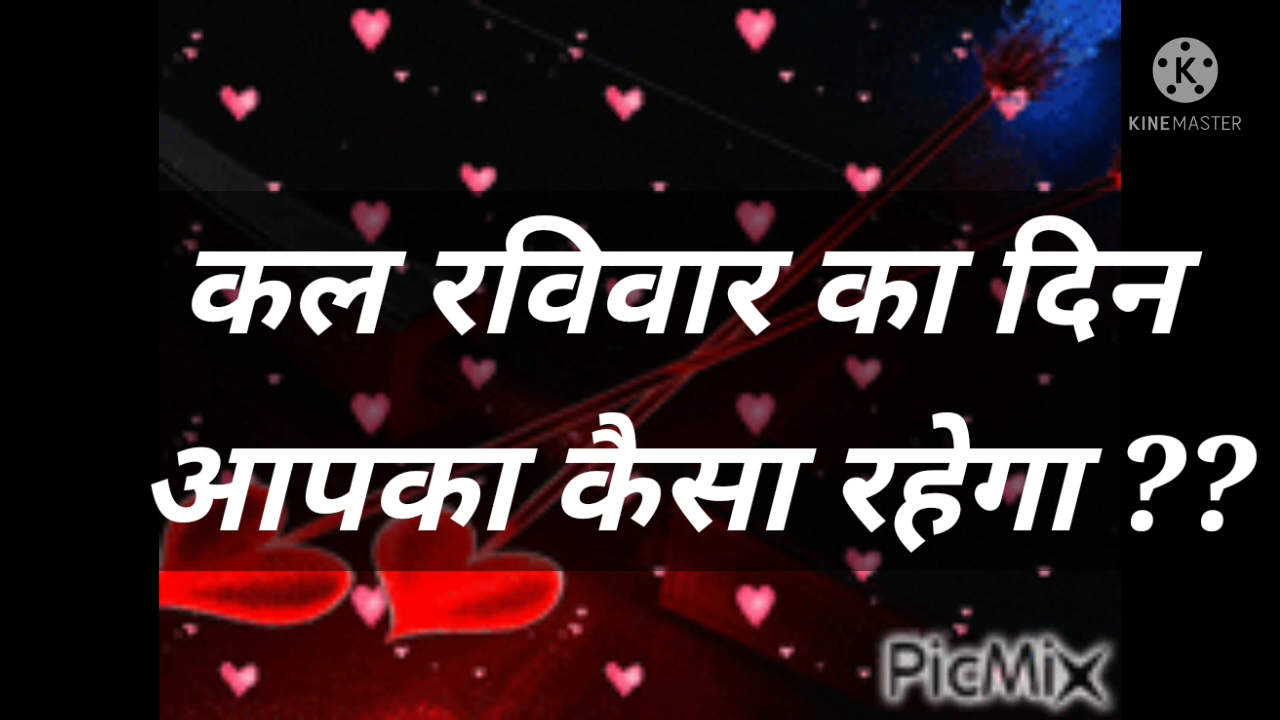 KINEMASTER
कल रविवार का दिन
आपका कैसा रहेगा ??
PicMix